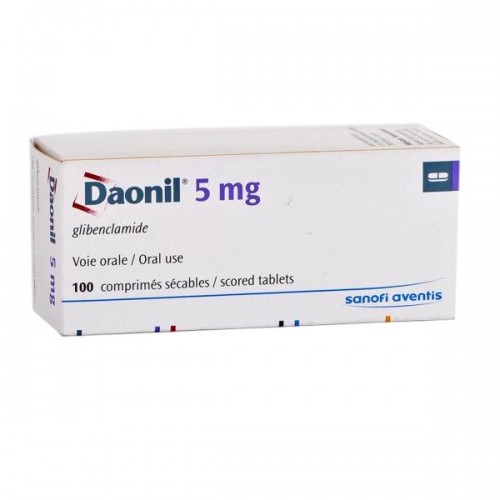 Daonil® 5 mg
glibenclamide
Voie orale / Oral use
100 comprimés sécables / scored tablets
sanofi aventis
Daonil
5 mg